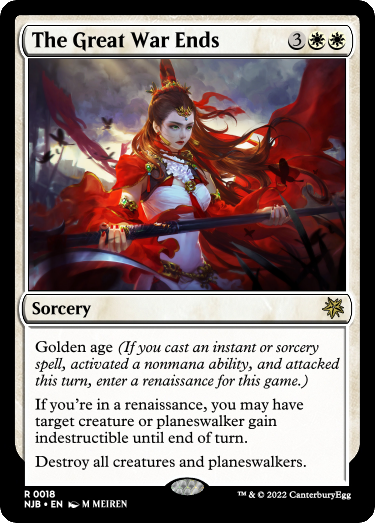 The Great War Ends 3
Sorcery
Golden age (If you cast an instant or sorcery
spell, activated a nonmana ability, and attacked
this turn, enter a renaissance for this game.)
If you're in a renaissance, you may have
target creature or planeswalker gain
indestructible until end of turn.
Destroy all creatures and planeswalkers.
R 0018
NJB • EN M MEIREN
™ & © 2022 CanterburyEgg